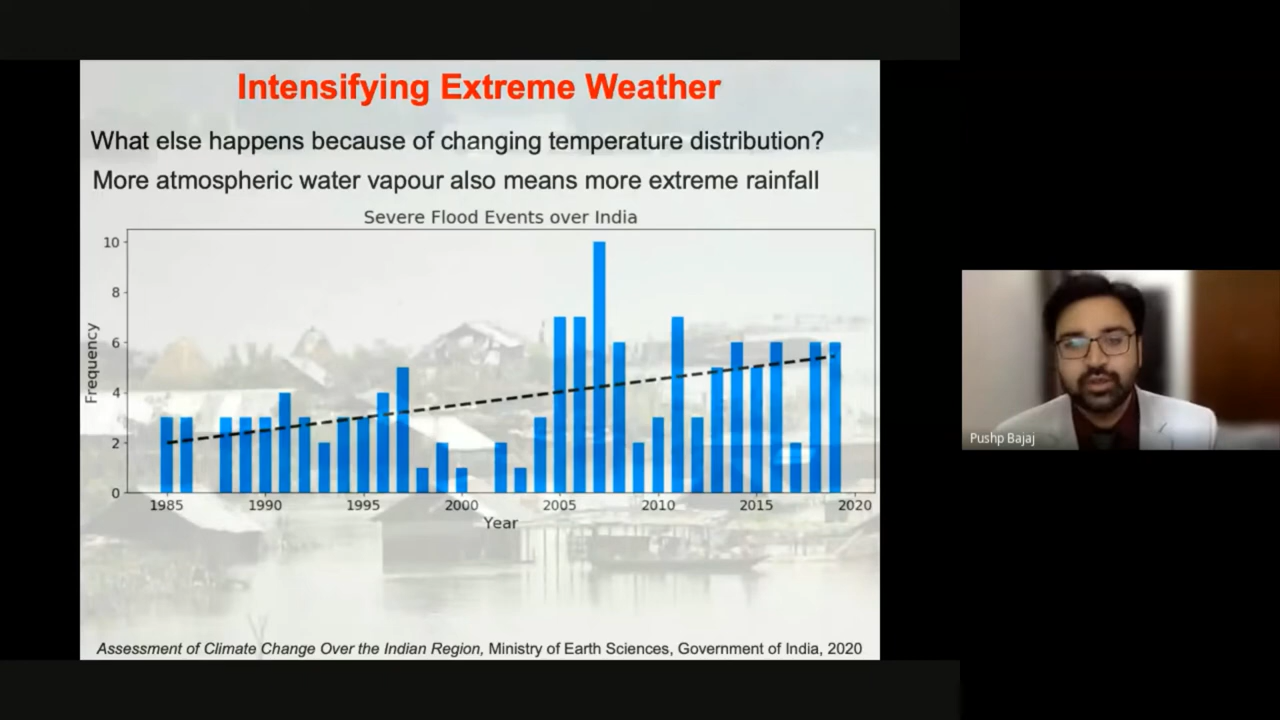 Intensifying Extreme Weather
What else happens because of changing temperature distribution?
More atmospheric water vapour also means more extreme rainfall
Severe Flood Events over India
10
8
6
4
2
0
Frequency
1985 1990 1995 2000 2005 2010 2015 2020
Year
Assessment of Climate Change Over the Indian Region, Ministry of Earth Sciences, Government of India, 2020
Pushp Bajaj